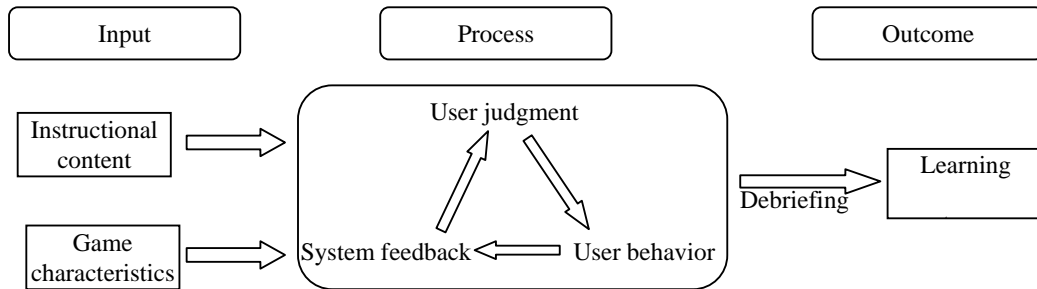 Input
Process
Outcome
Instructional
content
User judgment
Learning
Debriefing
Game
characteristics
System feedback
User behavior